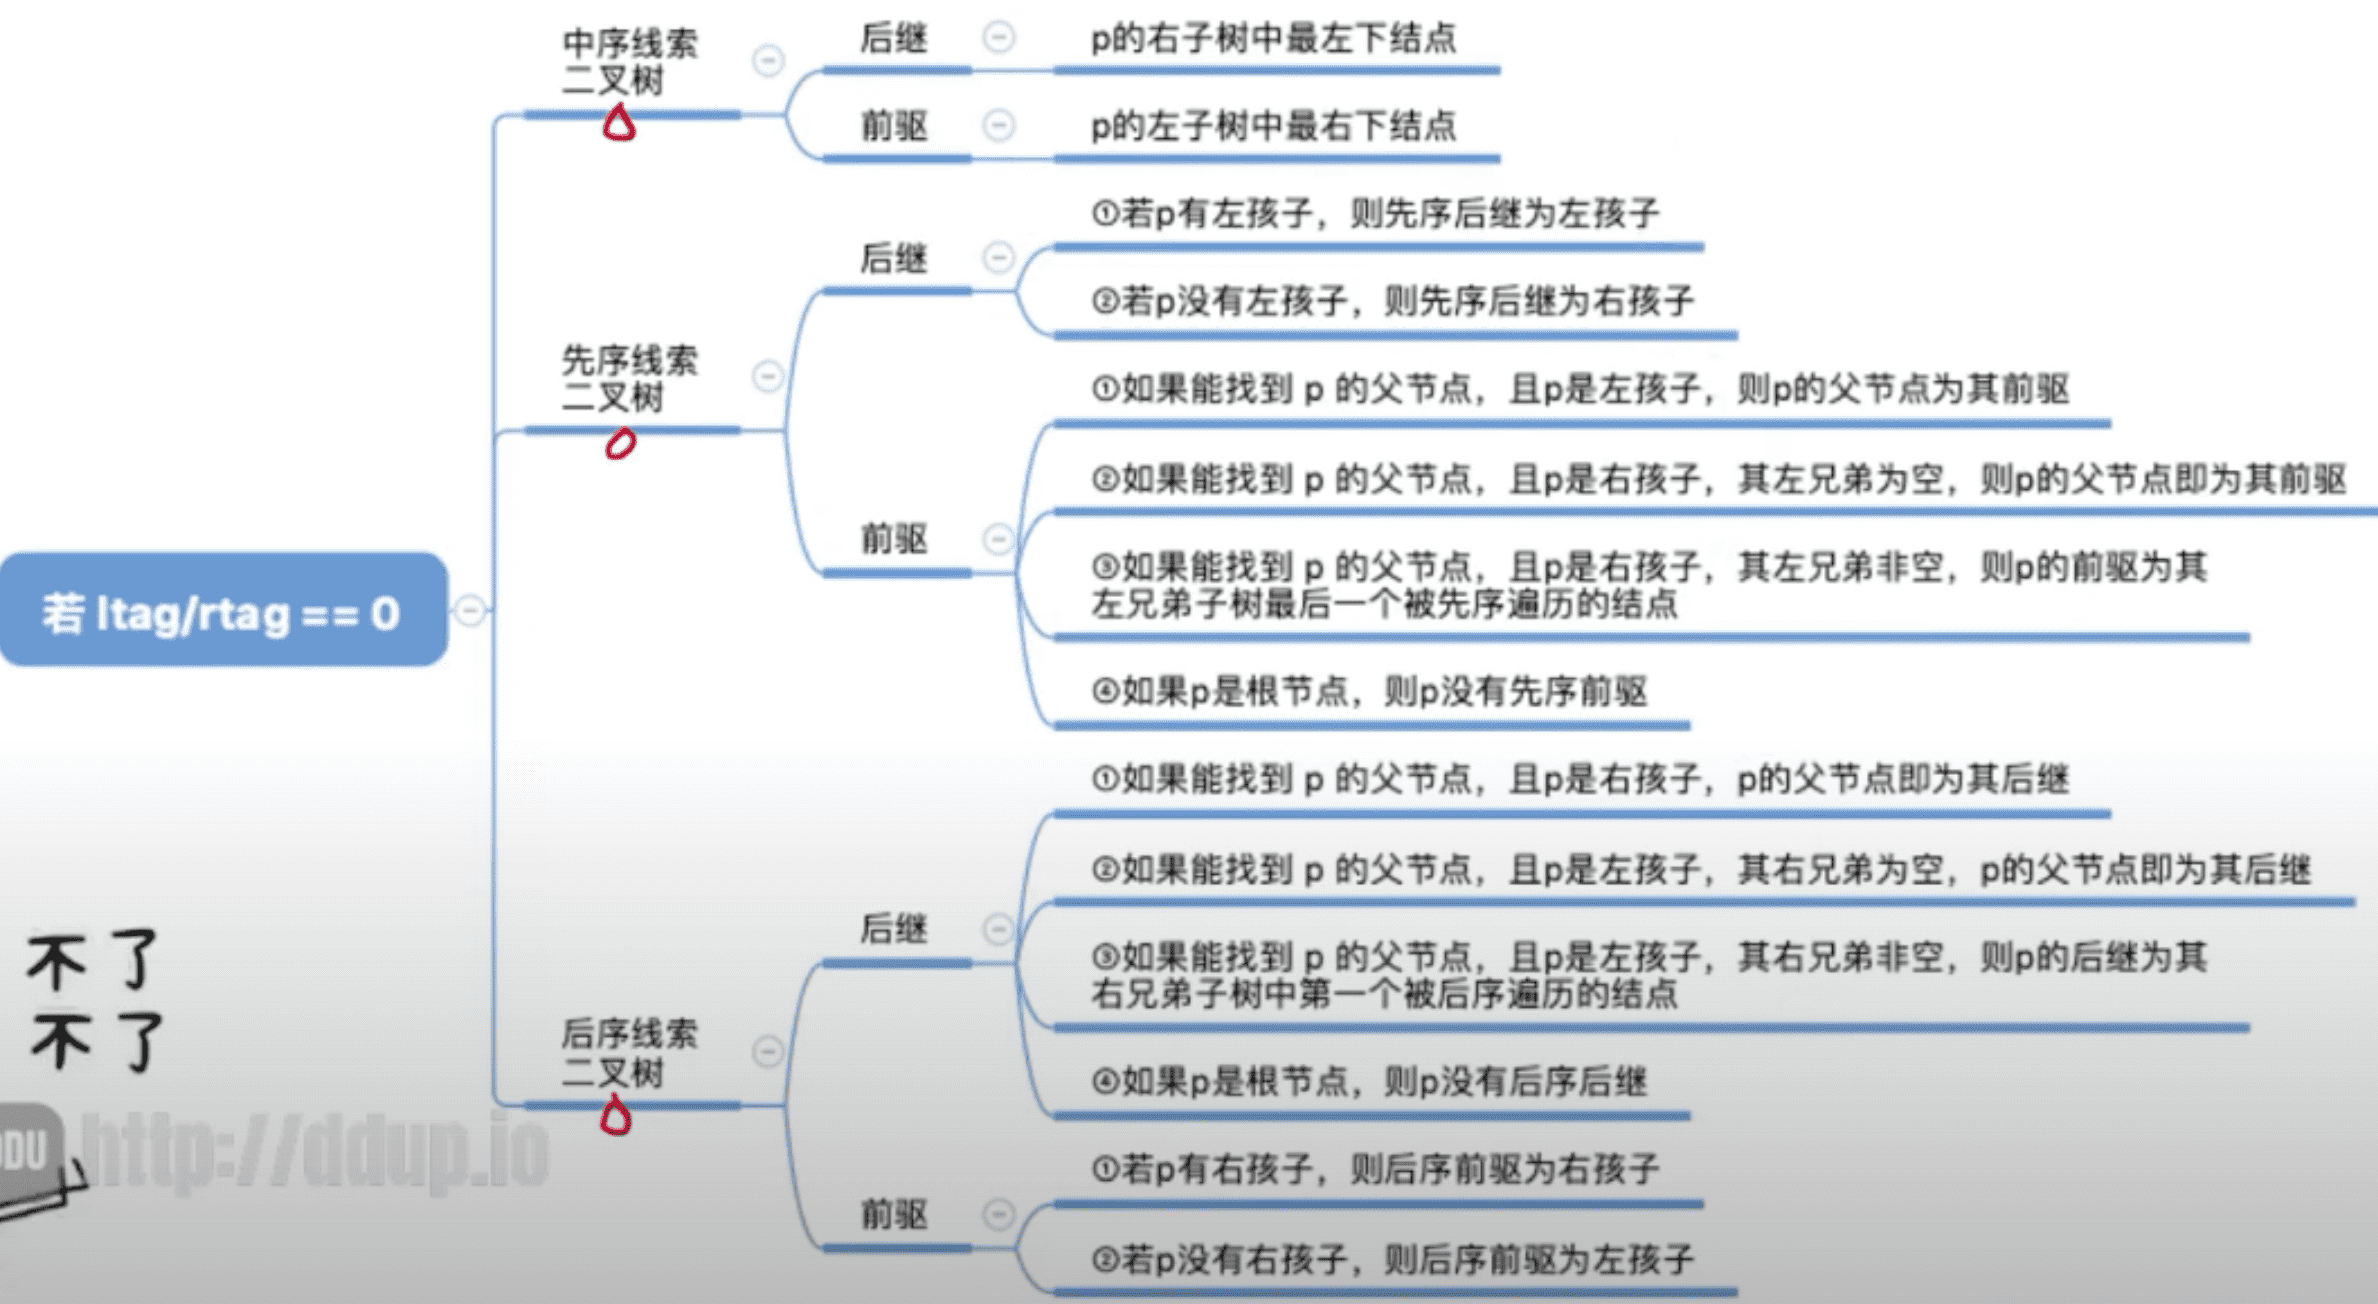 中序线索
二叉树
后继
p的右子树中最左下结点
前驱
p的左子树中最右下结点
先序线索
二叉树
后继
①若p有左孩子，则先序后继为左孩子
②若p没有左孩子，则先序后继为右孩子
前驱
①如果能找到 p 的父节点，且p是左孩子，则p的父节点为其前驱
②如果能找到 p 的父节点，且p是右孩子，其左兄弟为空，则p的父节点即为其前驱
③如果能找到 p 的父节点，且p是右孩子，其左兄弟非空，则p的前驱为其
左兄弟子树最后一个被先序遍历的结点
④如果p是根节点，则p没有先序前驱
若 ltag/rtag == 0
后序线索
二叉树
后继
①如果能找到 p 的父节点，且p是右孩子，p的父节点即为其后继
②如果能找到 p 的父节点，且p是左孩子，其右兄弟为空，p的父节点即为其后继
③如果能找到 p 的父节点，且p是左孩子，其右兄弟非空，则p的后继为其
右兄弟子树中第一个被后序遍历的结点
④如果p是根节点，则p没有后序后继
前驱
①若p有右孩子，则后序前驱为右孩子
②若p没有右孩子，则后序前驱为左孩子
不了
不了
http://ddup.io